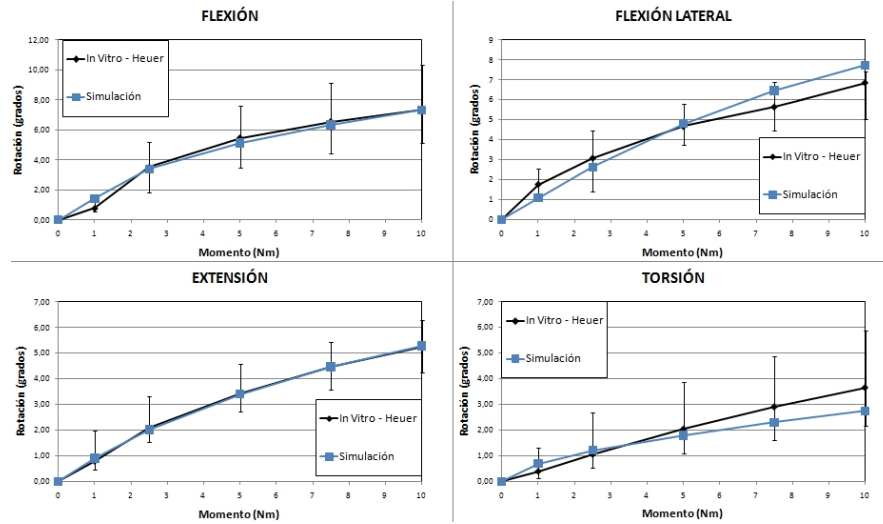 FLEXIÓN
12,00
10,00
8,00
6,00
4,00
2,00
0,00
Rotación (grados)
In Vitro - Heuer
Simulación
0 1 2 3 4 5 6 7 8 9 10
Momento (Nm)
FLEXIÓN LATERAL
9
8
7
6
5
4
3
2
1
0
Rotación (grados)
In Vitro - Heuer
Simulación
0 1 2 3 4 5 6 7 8 9 10
Momento (Nm)
EXTENSIÓN
7,00
6,00
5,00
4,00
3,00
2,00
1,00
0,00
Rotación (grados)
In Vitro - Heuer
Simulación
0 1 2 3 4 5 6 7 8 9 10
Momento (Nm)
TORSIÓN
7,00
6,00
5,00
4,00
3,00
2,00
1,00
0,00
Rotación (grados)
In Vitro - Heuer
Simulación
0 1 2 3 4 5 6 7 8 9 10
Momento (Nm)